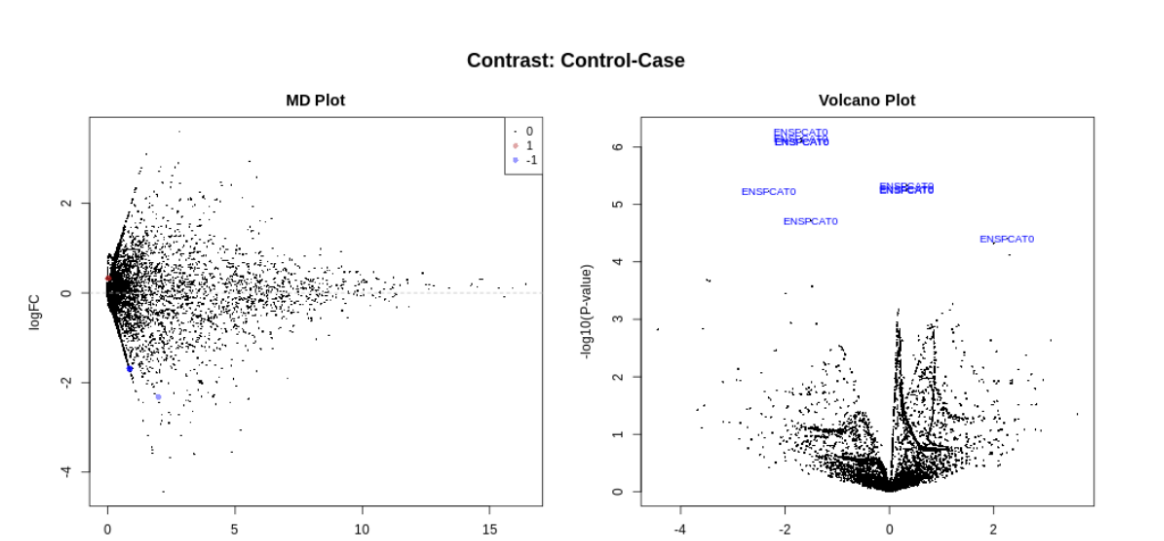 Contrast: Control-Case
MD Plot
0
1
-1
logFC
2
0
-2
-4
0
5
10
15
Volcano Plot
-log10(P-value)
6
5
4
3
2
1
0
ENSPCAT0
ENSPCAT0
ENSPCAT0
ENSPCAT0
ENSPCAT0
ENSPCAT0
ENSPCAT0
-4
-2
0
2